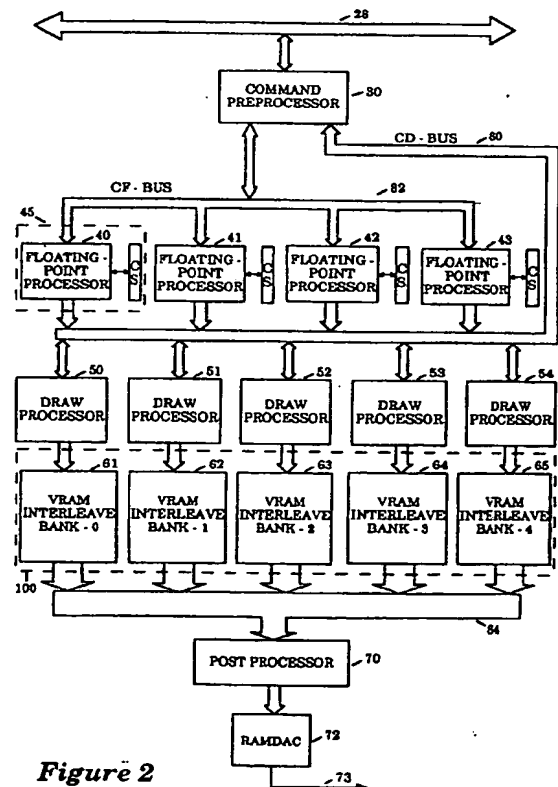 28
COMMAND
PREPROCESSOR
30
CD - BUS
80
CF - BUS
82
45
40
41
42
43
FLOATING -
POINT
PROCESSOR
CS
FLOATING -
POINT
PROCESSOR
CS
FLOATING -
POINT
PROCESSOR
CS
FLOATING -
POINT
PROCESSOR
CS
50
51
52
53
54
DRAW
PROCESSOR
DRAW
PROCESSOR
DRAW
PROCESSOR
DRAW
PROCESSOR
DRAW
PROCESSOR
61
62
63
64
65
VRAM
INTERLEAVE
BANK - 0
VRAM
INTERLEAVE
BANK - 1
VRAM
INTERLEAVE
BANK - 2
VRAM
INTERLEAVE
BANK - 3
VRAM
INTERLEAVE
BANK - 4
100
84
POST PROCESSOR
70
RAMDAC
72
73
Figure 2